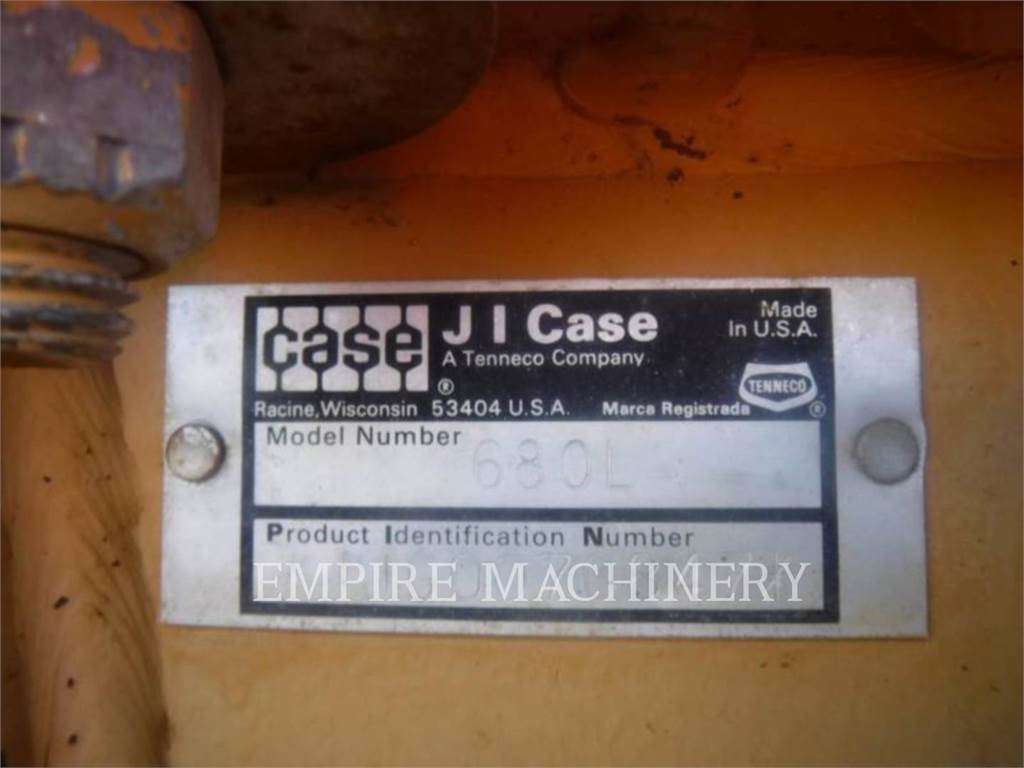 case
J I Case
A Tenneco Company
Made
In U.S.A.
TENNECO
®
®
Racine, Wisconsin 53404 U.S.A. Marca Registrada
Model Number
680L
Product Identification Number
EMPIRE MACHINERY